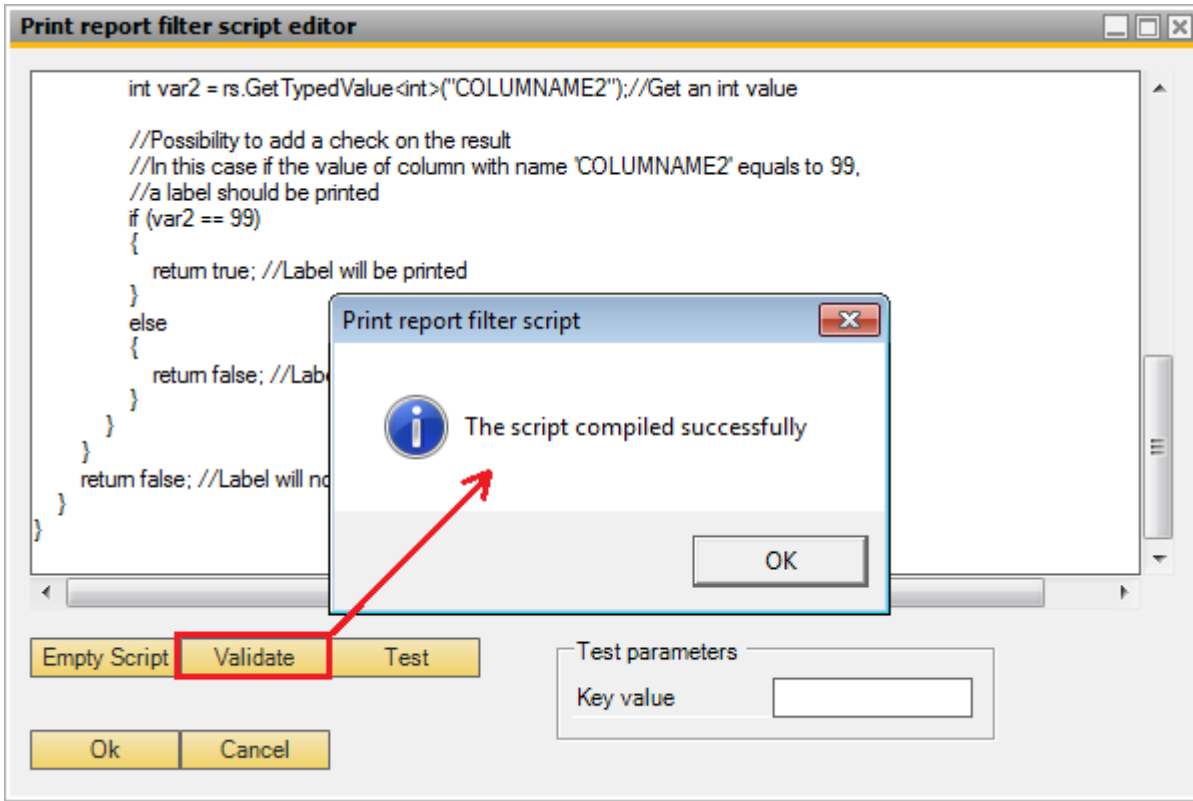 Print report filter script editor
int var2 = rs.GetTypedValue<int>("COLUMNAME2");//Get an int value
//Possibility to add a check on the result
//In this case if the value of column with name 'COLUMNAME2' equals to 99,
//a label should be printed
if (var2 == 99)
{
return true; //Label will be printed
}
else
{
return false; //Labe
}
}
}
return false; //Label will no
}
}
Print report filter script
The script compiled successfully
OK
Empty Script Validate Test
Test parameters
Key value
Ok Cancel